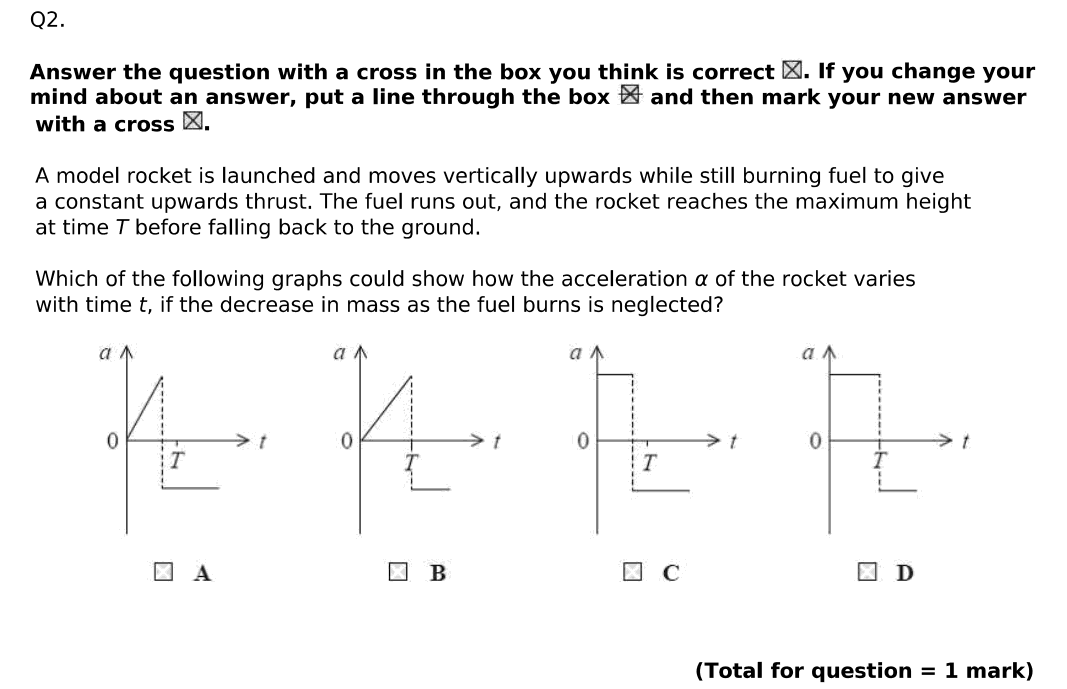 Q2.
Answer the question with a cross in the box you think is correct ☒. If you change your
mind about an answer, put a line through the box ☒ and then mark your new answer
with a cross ☒.
A model rocket is launched and moves vertically upwards while still burning fuel to give
a constant upwards thrust. The fuel runs out, and the rocket reaches the maximum height
at time T before falling back to the ground.
Which of the following graphs could show how the acceleration α of the rocket varies
with time t, if the decrease in mass as the fuel burns is neglected?
a a a a
0 t 0 t 0 t 0 t
T T T T
A B C D
(Total for question = 1 mark)